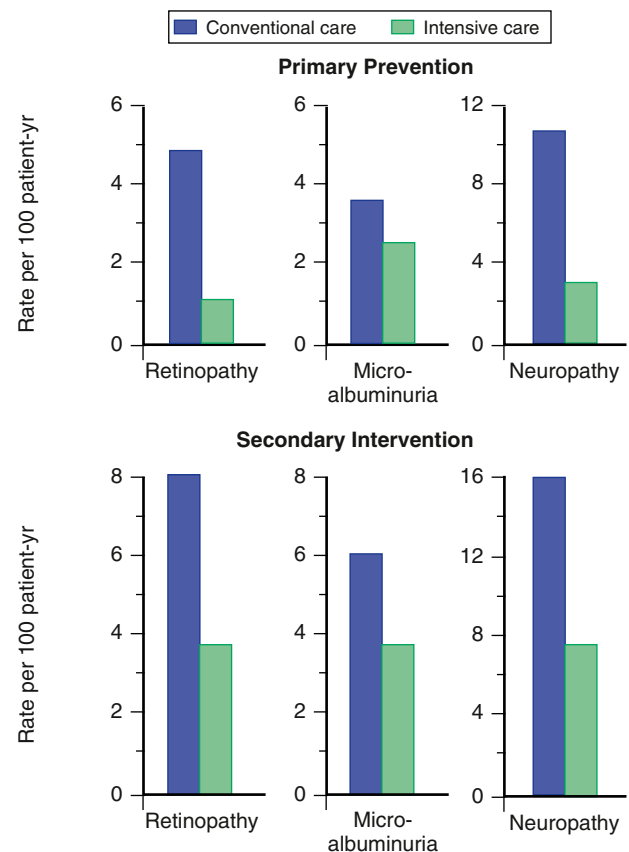 Conventional care Intensive care
Primary Prevention
Rate per 100 patient-yr
6
4
2
0
Retinopathy
6
4
2
0
Micro-
albuminuria
12
8
4
0
Neuropathy
Secondary Intervention
Rate per 100 patient-yr
8
6
4
2
0
Retinopathy
8
6
4
2
0
Micro-
albuminuria
16
12
8
4
0
Neuropathy